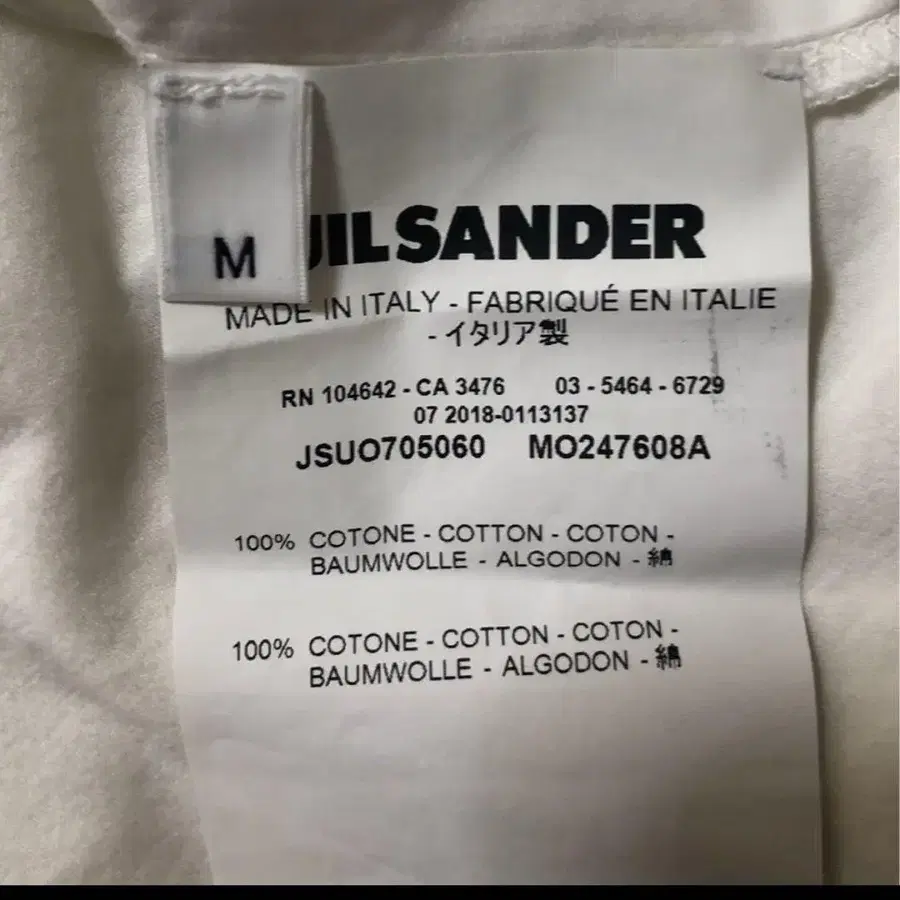 M
JIL SANDER
MADE IN ITALY - FABRIQUÉ EN ITALIE
- イタリア製
RN 104642 - CA 3476 03 - 5464 - 6729
07 2018-0113137
JSUO705060 MO247608A
100% COTONE - COTTON - COTON -
BAUMWOLLE - ALGODON - 綿
100% COTONE - COTTON - COTON -
BAUMWOLLE - ALGODON - 綿